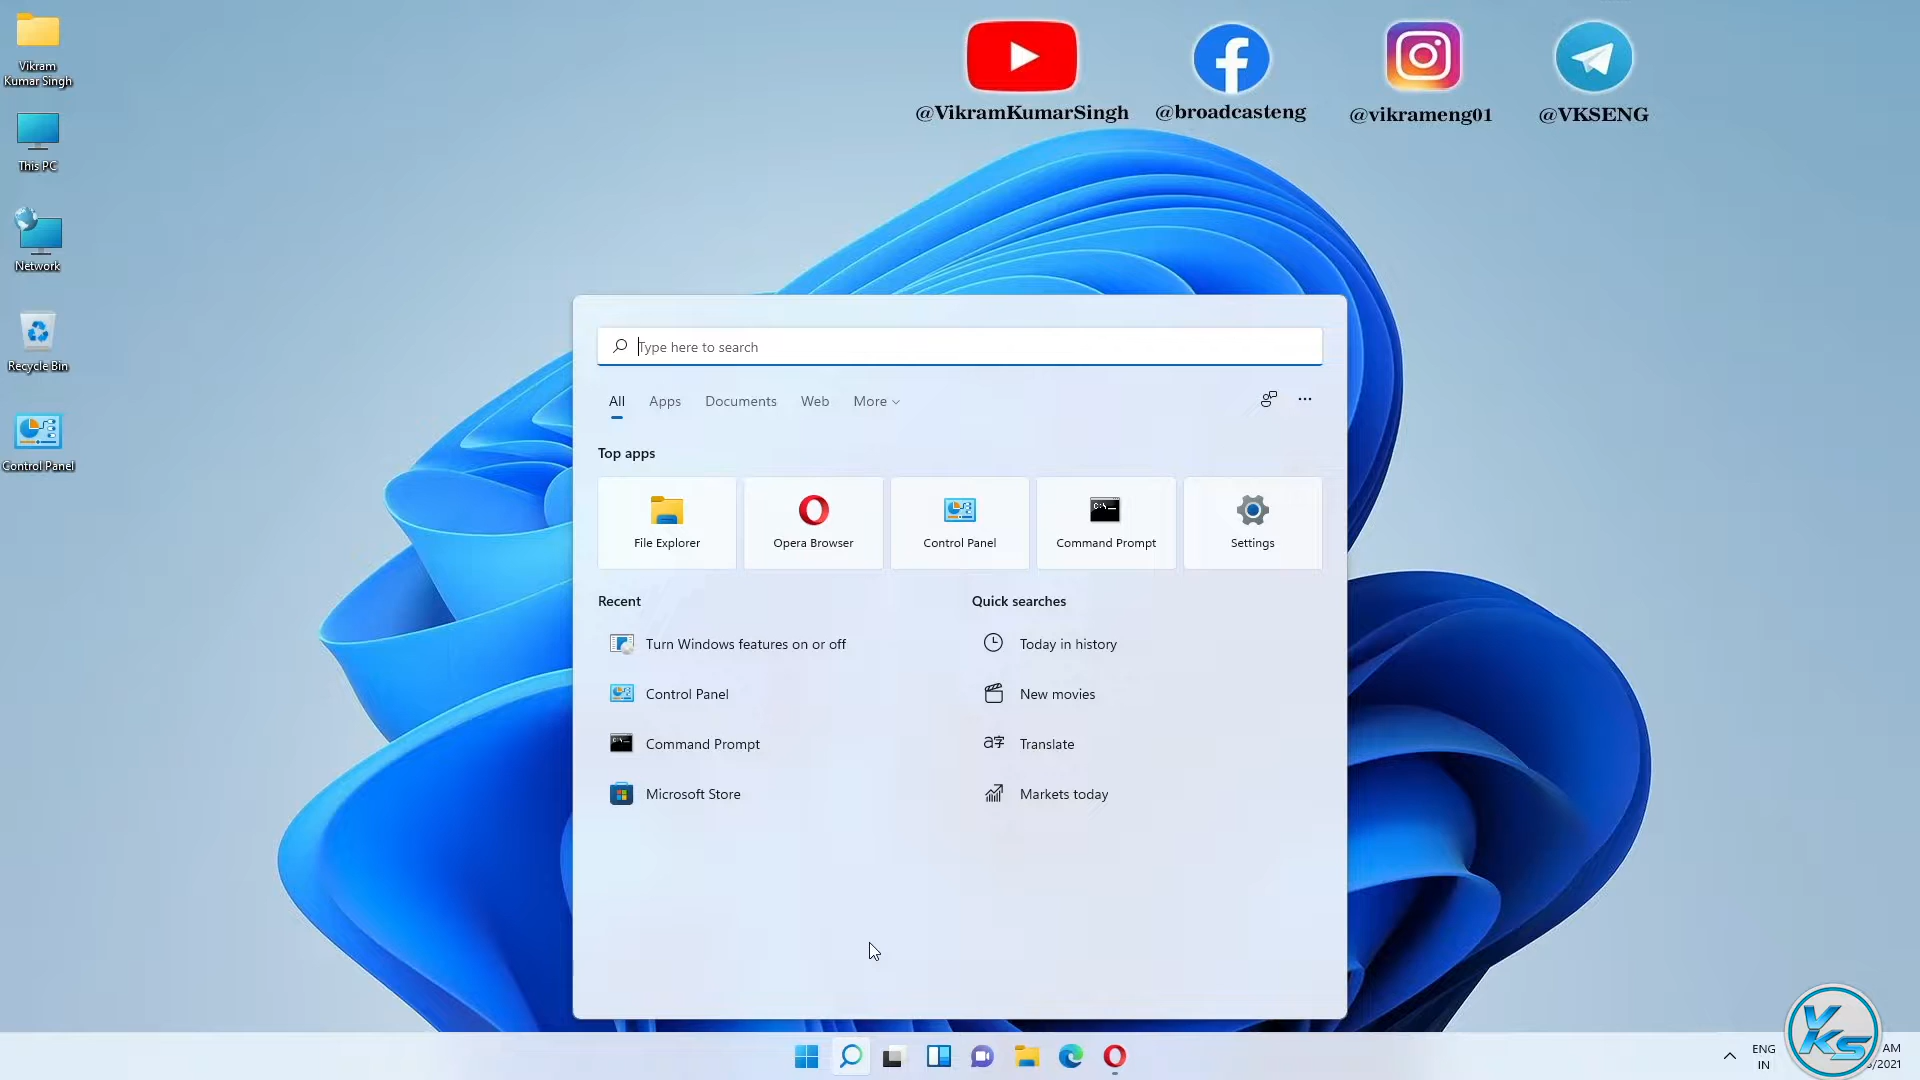 Vikram
Kumar Singh
This PC
Network
Recycle Bin
Control Panel
@VikramKumarSingh
@broadcasteng
@vikrameng01
@VKSENG
Type here to search
All
Apps
Documents
Web
More
Top apps
File Explorer
Opera Browser
Control Panel
Command Prompt
Settings
Recent
Turn Windows features on or off
Control Panel
Command Prompt
Microsoft Store
Quick searches
Today in history
New movies
Translate
Markets today
ENG
IN
AM
/2021
VKS